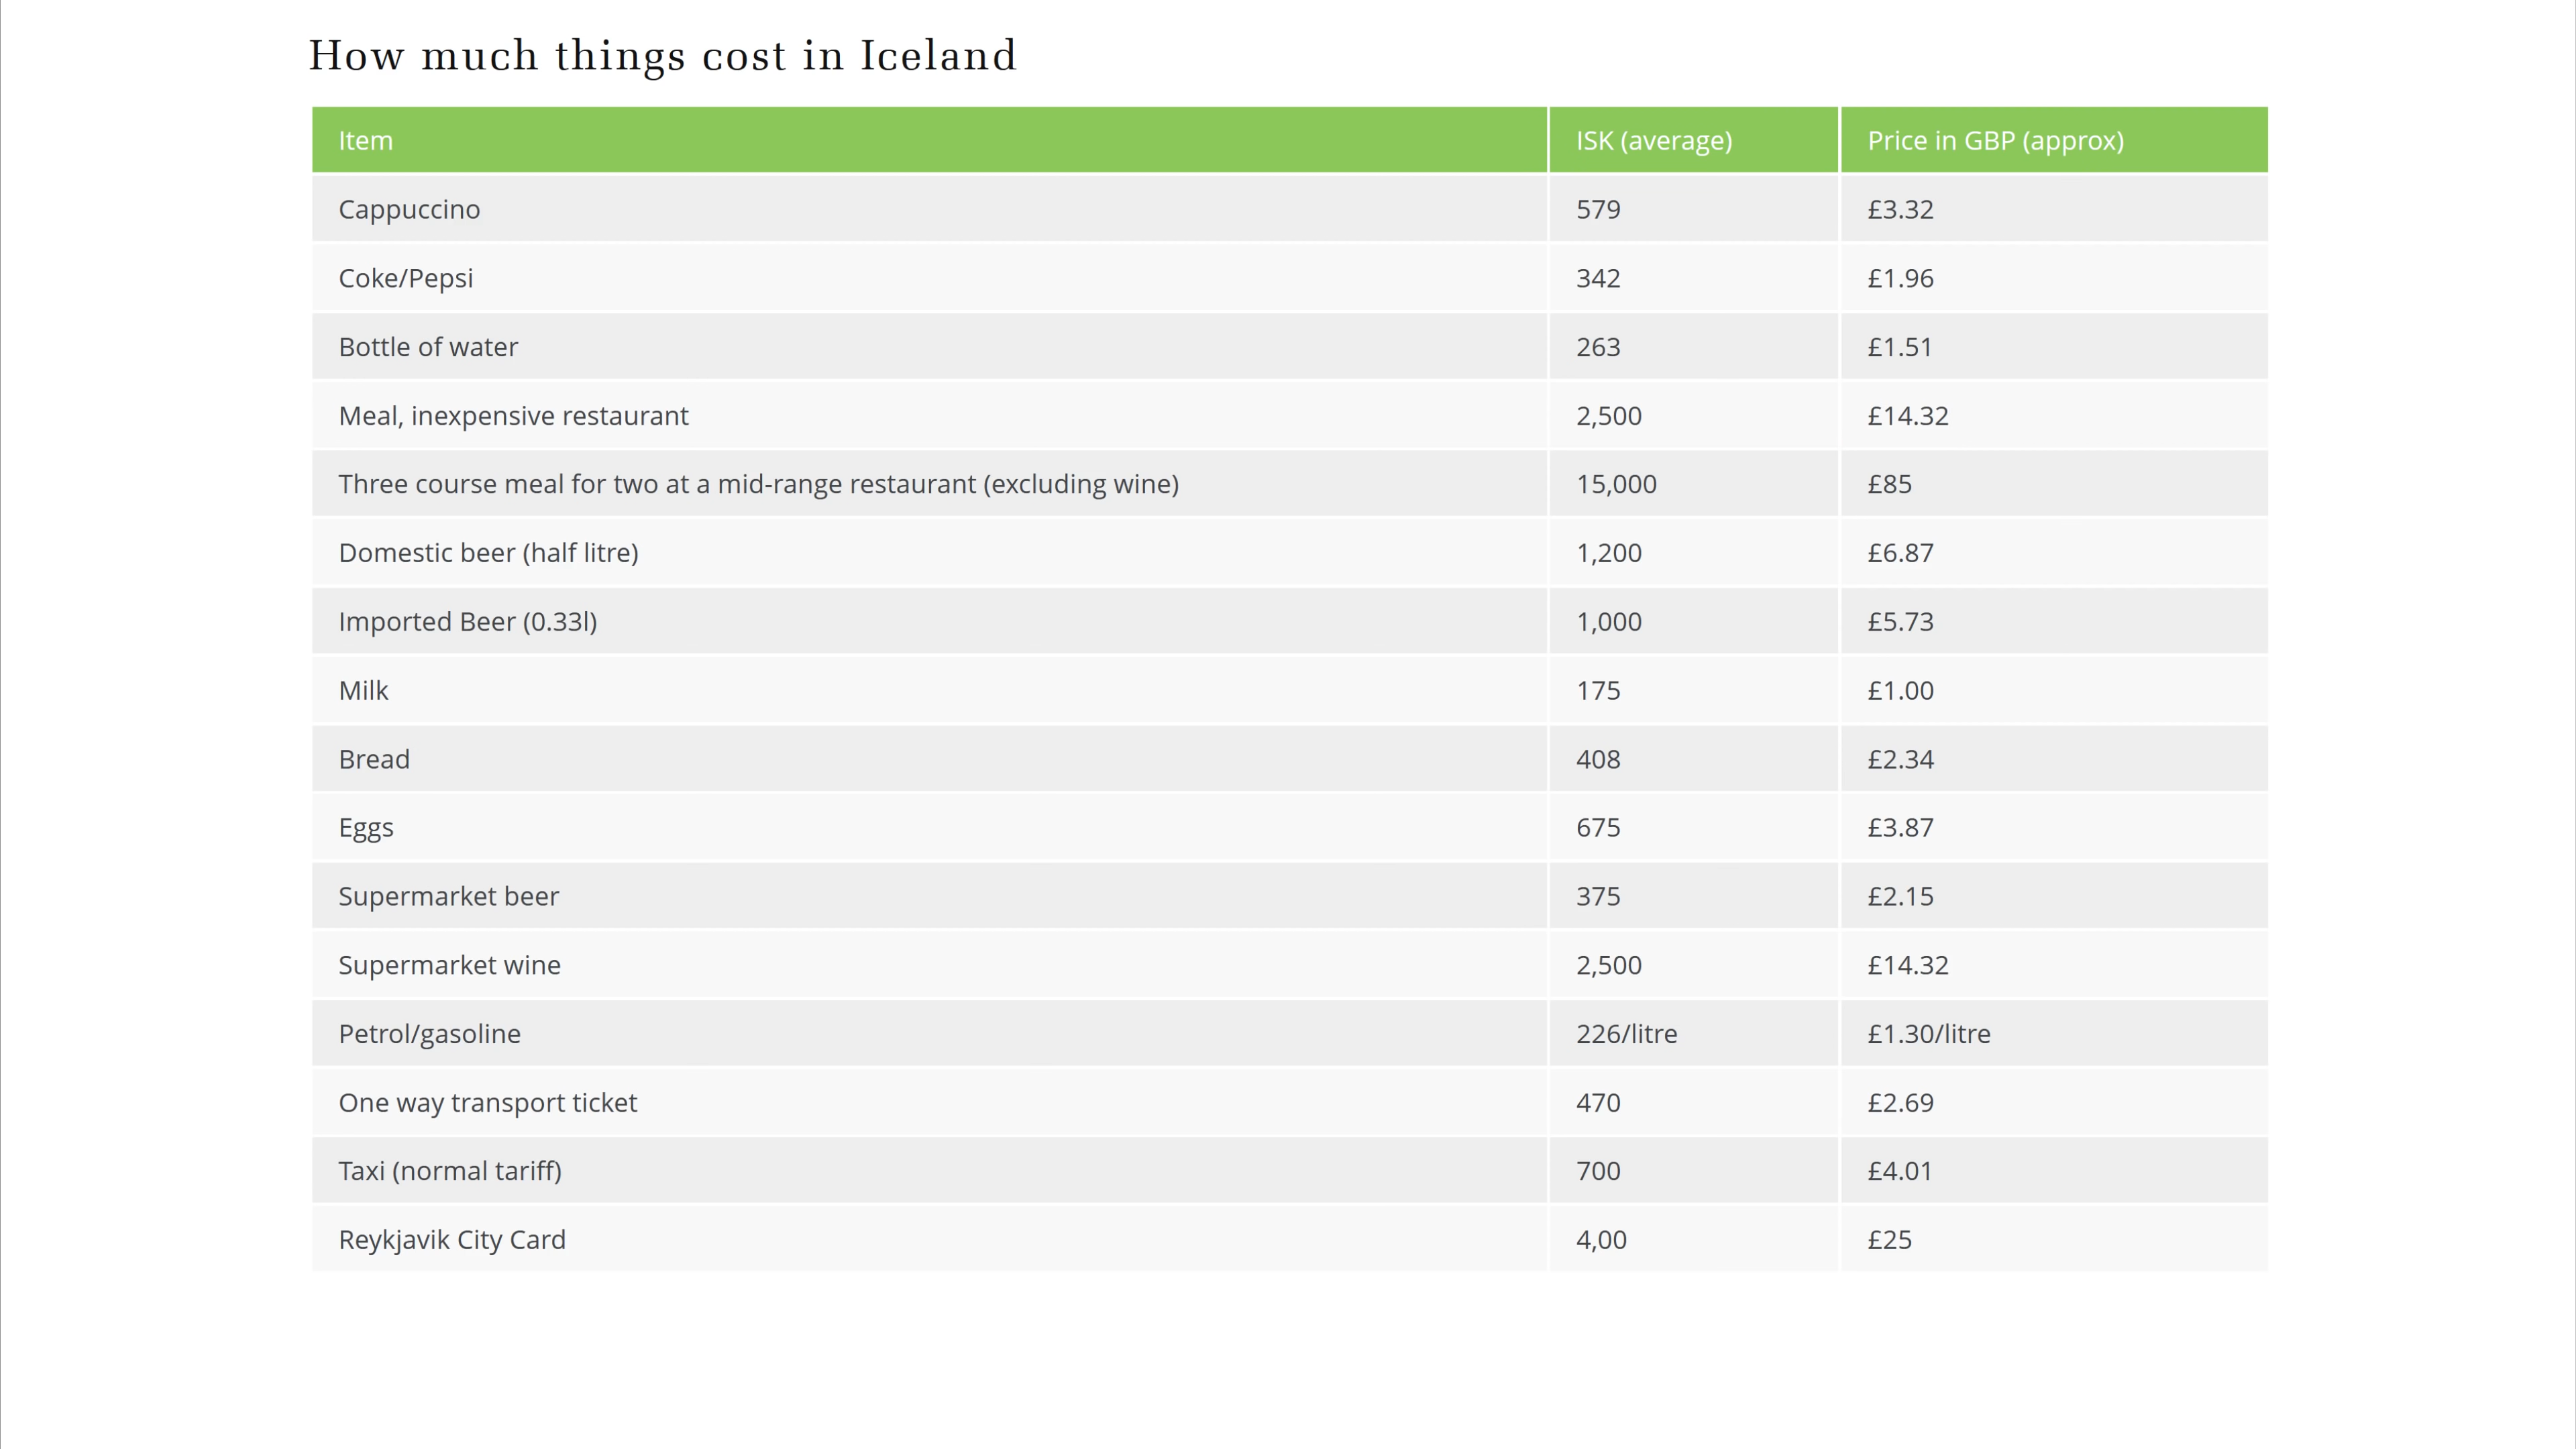 How much things cost in Iceland
Item ISK (average) Price in GBP (approx)
Cappuccino 579 £3.32
Coke/Pepsi 342 £1.96
Bottle of water 263 £1.51
Meal, inexpensive restaurant 2,500 £14.32
Three course meal for two at a mid-range restaurant (excluding wine) 15,000 £85
Domestic beer (half litre) 1,200 £6.87
Imported Beer (0.33l) 1,000 £5.73
Milk 175 £1.00
Bread 408 £2.34
Eggs 675 £3.87
Supermarket beer 375 £2.15
Supermarket wine 2,500 £14.32
Petrol/gasoline 226/litre £1.30/litre
One way transport ticket 470 £2.69
Taxi (normal tariff) 700 £4.01
Reykjavik City Card 4,00 £25